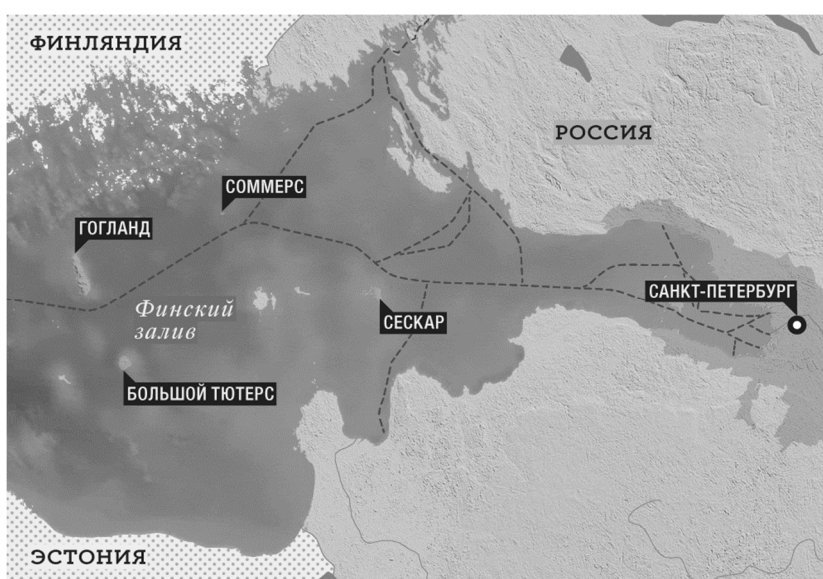 ФИНЛЯНДИЯ
РОССИЯ
СОММЕРС
ГОГЛАНД
САНКТ-ПЕТЕРБУРГ
Финский
залив
СЕСКАР
БОЛЬШОЙ ТЮТЕРС
ЭСТОНИЯ